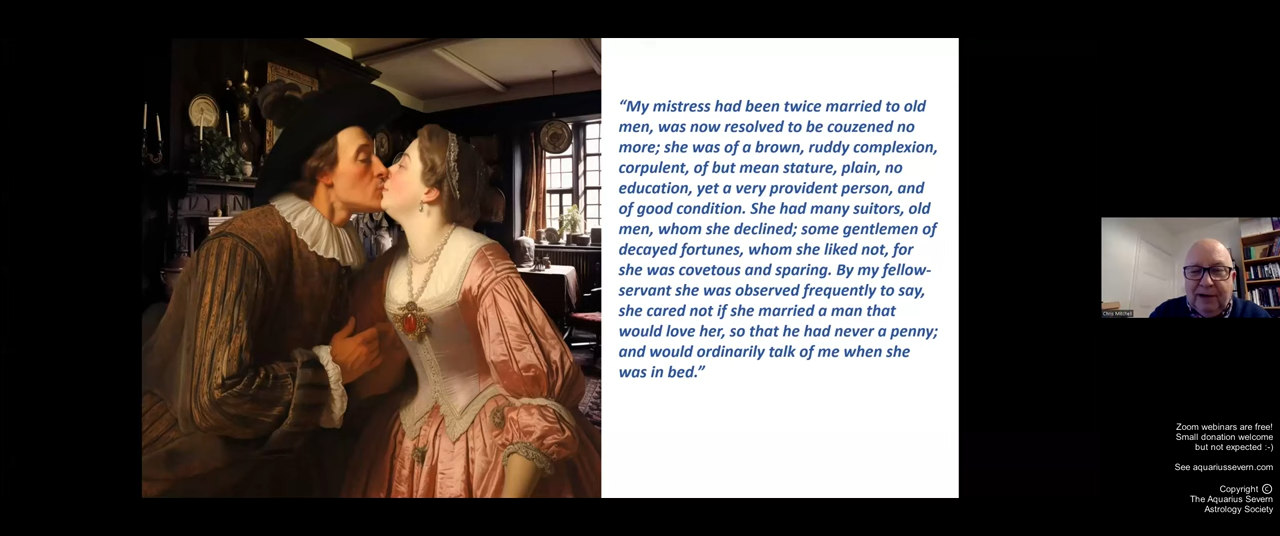 “My mistress had been twice married to old
men, was now resolved to be couzened no
more; she was of a brown, ruddy complexion,
corpulent, of but mean stature, plain, no
education, yet a very provident person, and
of good condition. She had many suitors, old
men, whom she declined; some gentlemen of
decayed fortunes, whom she liked not, for
she was covetous and sparing. By my fellow-
servant she was observed frequently to say,
she cared not if she married a man that
would love her, so that he had never a penny;
and would ordinarily talk of me when she
was in bed.”
Chris Mitchell
Zoom webinars are free!
Small donation welcome
but not expected :-)
See aquariussevern.com
Copyright ©
The Aquarius Severn
Astrology Society